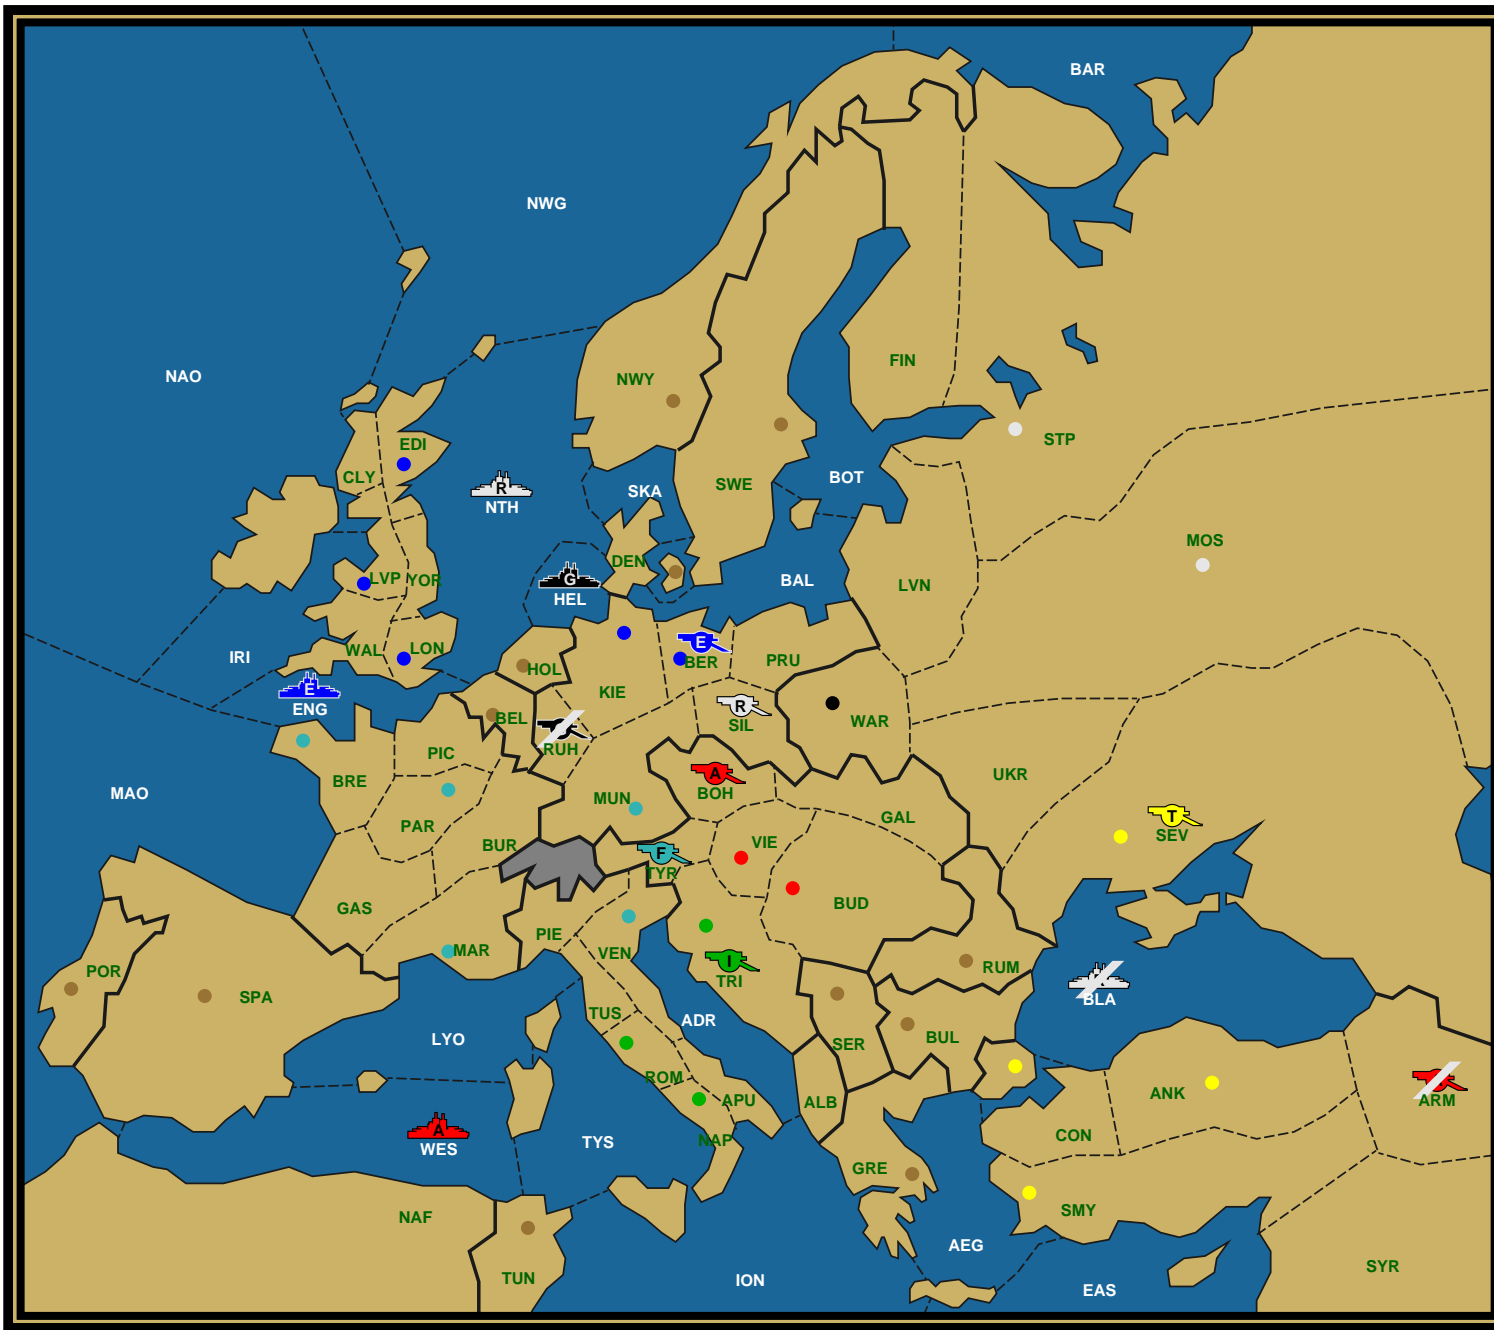 BAR
NWG
NAO
FIN
NWY
EDI
STP
CLY
SWE
BOT
R
NTH
SKA
MOS
DEN
G
HEL
BAL
LVN
LVP YOR
IRI
WAL
LON
HOL
E
BER
PRU
E
ENG
KIE
R
SIL
BEL
WAR
RUH
PIC
BRE
MAO
A
BOH
UKR
MUN
PAR
GAL
T
SEV
BUR
VIE
F
TYR
BUD
GAS
PIE
VEN
MAR
I
TRI
RUM
POR
SPA
BLA
TUS
ADR
LYO
SER
BUL
ROM
APU
ALB
ANK
ARM
A
WES
TYS
NAP
CON
GRE
SMY
NAF
AEG
TUN
ION
SYR
EAS